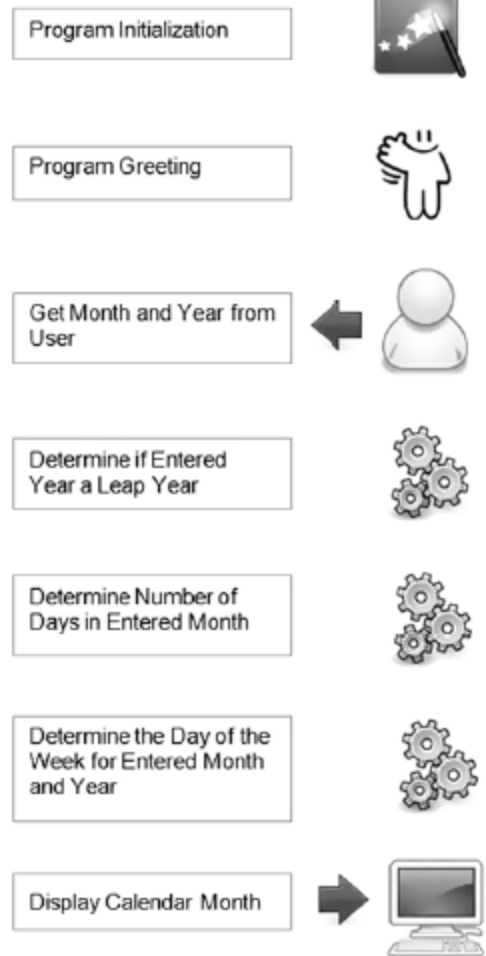 Program Initialization
Program Greeting
Get Month and Year from
User
Determine if Entered
Year a Leap Year
Determine Number of
Days in Entered Month
Determine the Day of the
Week for Entered Month
and Year
Display Calendar Month